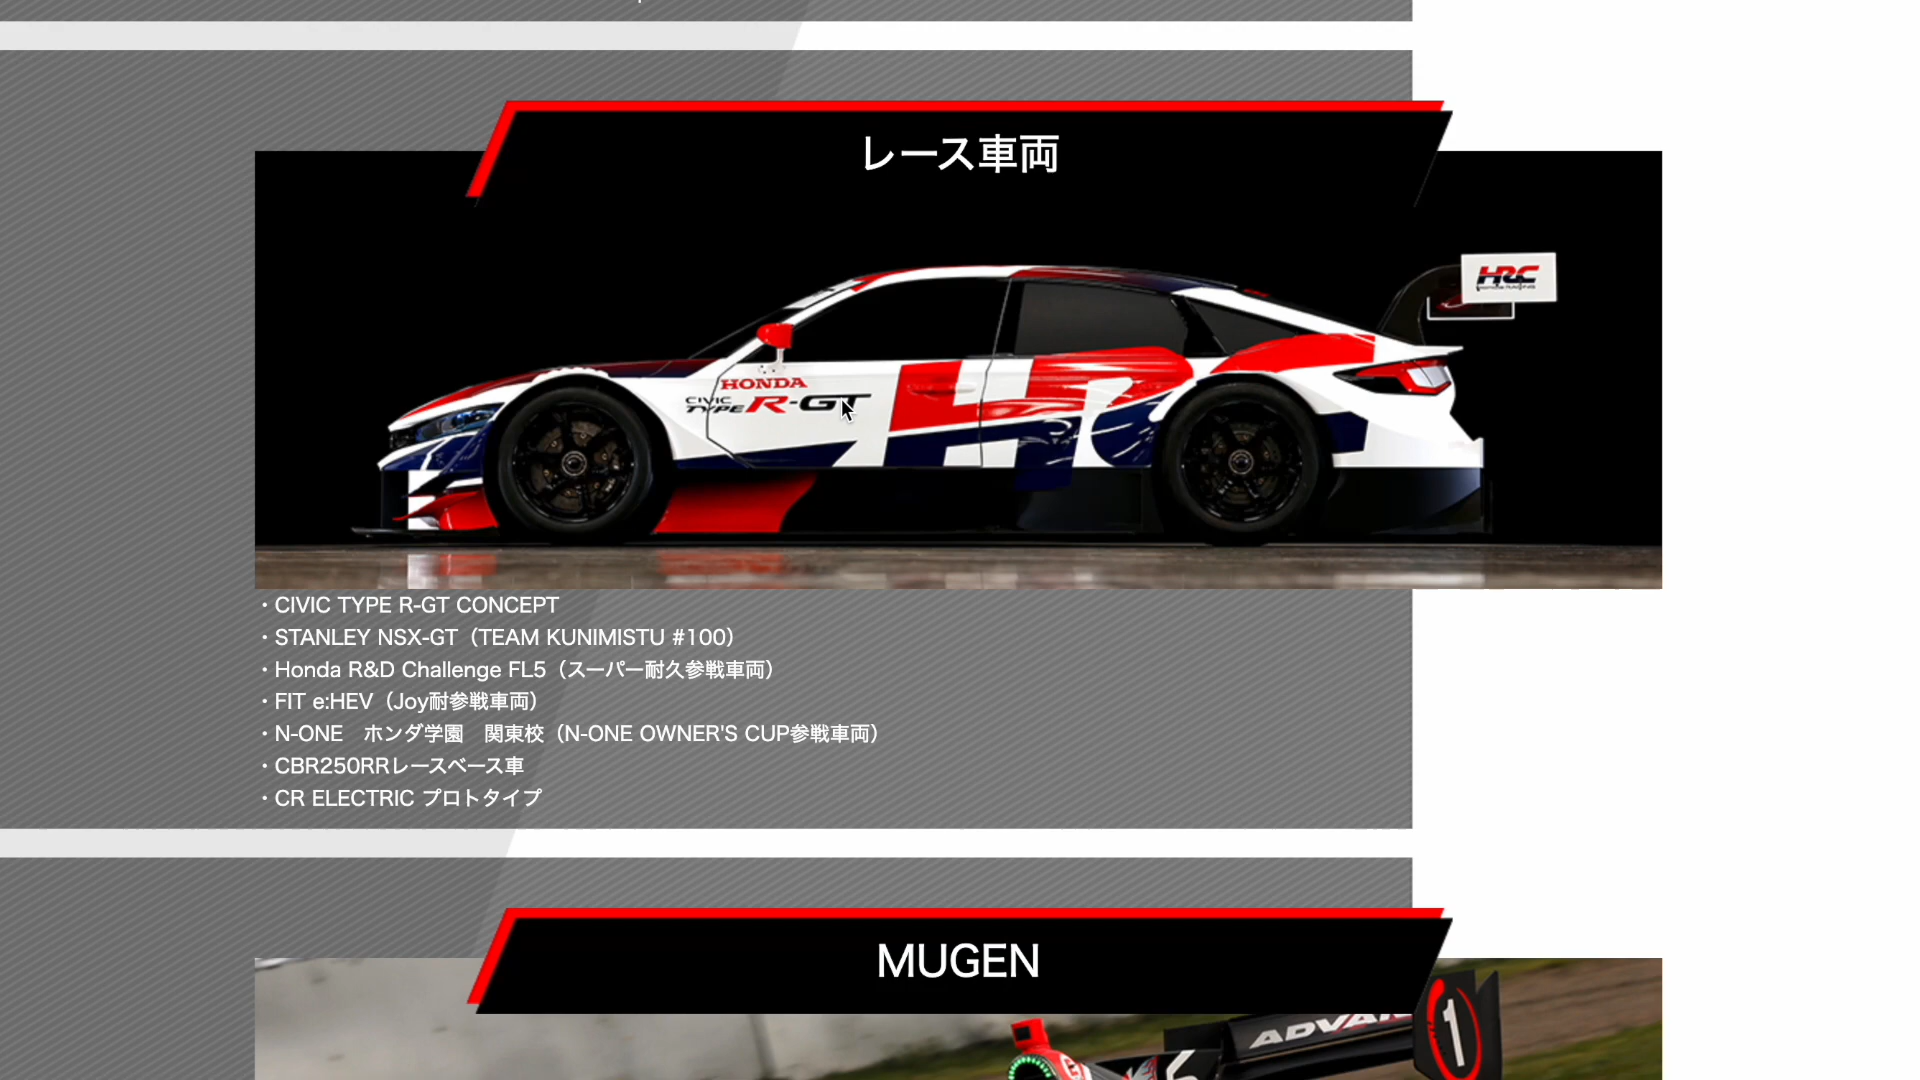 レース車両
HRC
HONDA
CIVIC
TYPE R-GT
・CIVIC TYPE R-GT CONCEPT
・STANLEY NSX-GT（TEAM KUNIMISTU #100）
・Honda R&D Challenge FL5（スーパー耐久参戦車両）
・FIT e:HEV（Joy耐参戦車両）
・N-ONE　ホンダ学園　関東校（N-ONE OWNER'S CUP参戦車両）
・CBR250RRレースベース車
・CR ELECTRIC プロトタイプ
MUGEN
ADVAN
1